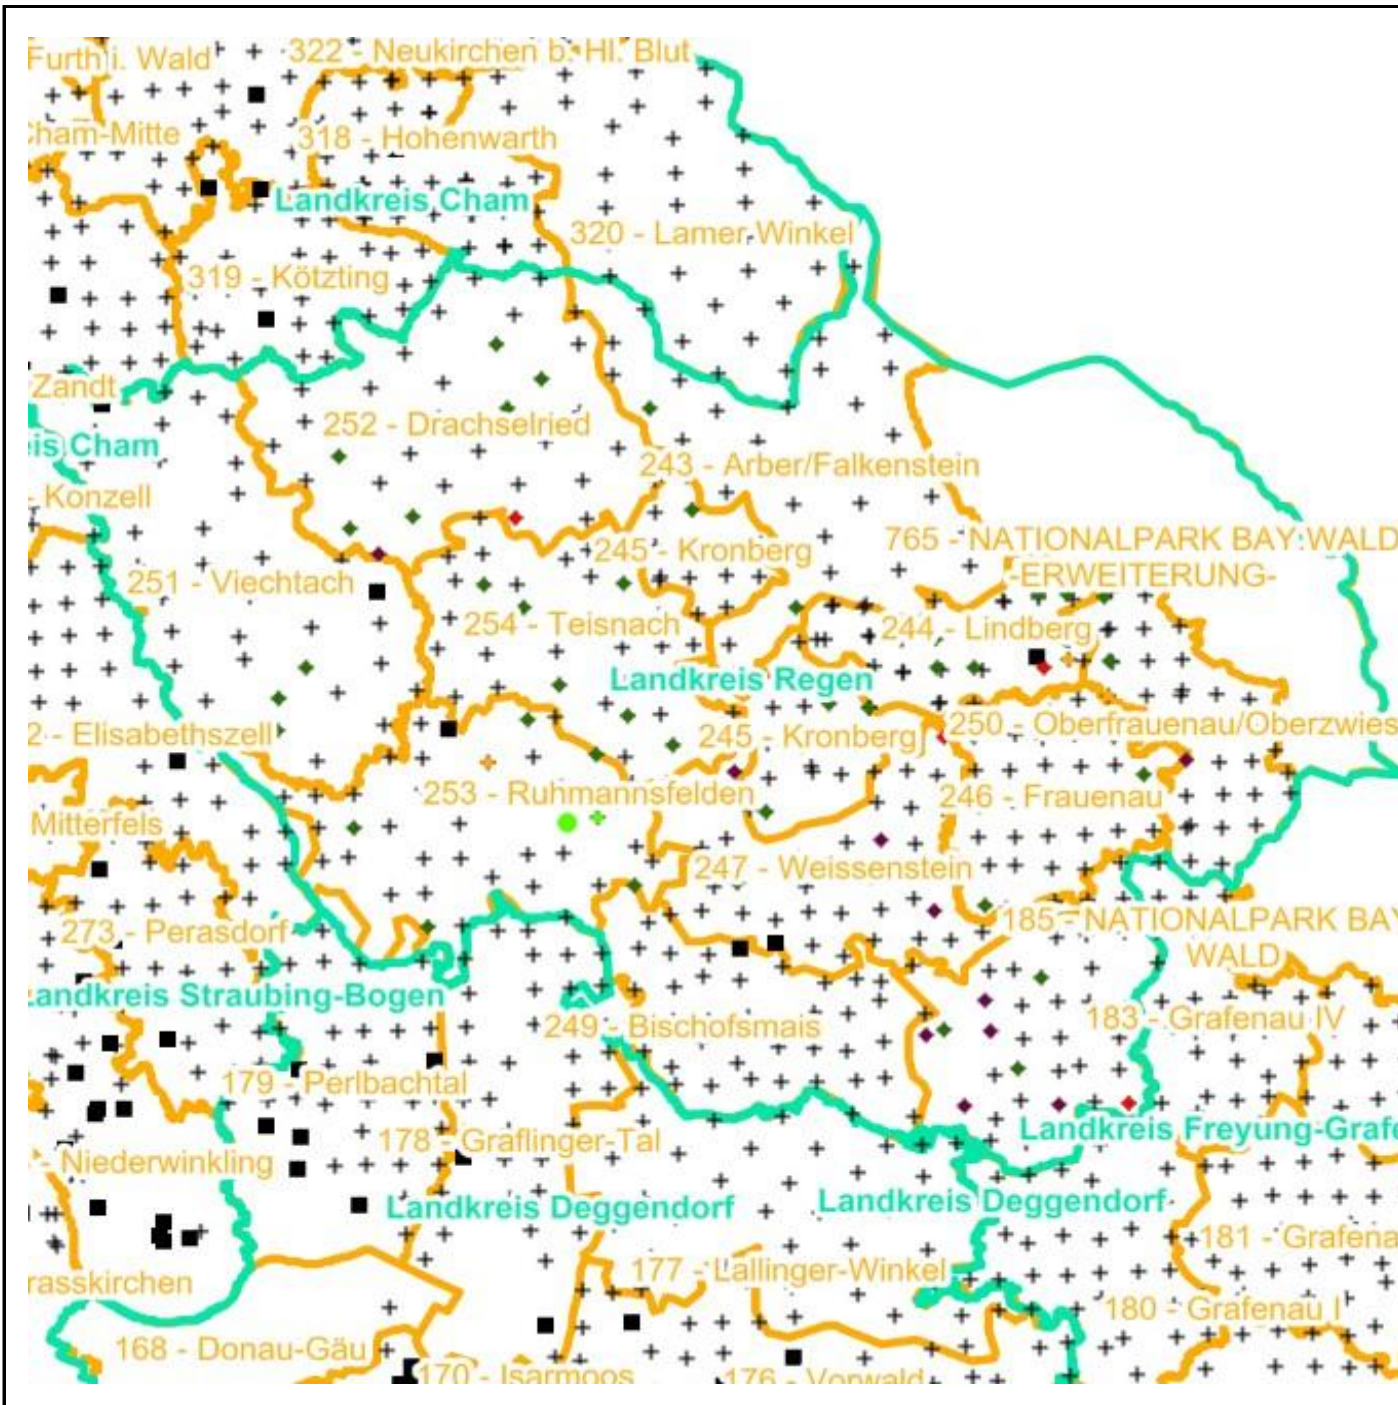 Furth i. Wald
322 - Neukirchen b. Hl. Blut
Cham-Mitte
318 - Hohenwarth
Landkreis Cham
320 - Lamer Winkel
319 - Kötzting
Zandt
252 - Drachselried
is Cham
243 - Arber/Falkenstein
- Konzell
765 - NATIONALPARK BAY.WALD
-ERWEITERUNG-
245 - Kronberg
251 - Viechtach
254 - Teisnach
244 - Lindberg
Landkreis Regen
2 - Elisabethszell
245 - Kronberg
250 - Oberfrauenau/Oberzwies
253 - Ruhmannsfelden
246 - Frauenau
Mitterfels
247 - Weissenstein
273 - Perasdorf
185 - NATIONALPARK BA
WALD
Landkreis Straubing-Bogen
249 - Bischofsmais
183 - Grafenau IV
179 - Perlbachtal
178 - Graflinger-Tal
Landkreis Freyung-Grafe
- Niederwinkling
Landkreis Deggendorf
Landkreis Deggendorf
181 - Grafena
177 - Lallinger-Winkel
rasskirchen
180 - Grafenau I
168 - Donau-Gäu
170 - Isarmoos
176 - Vorwald